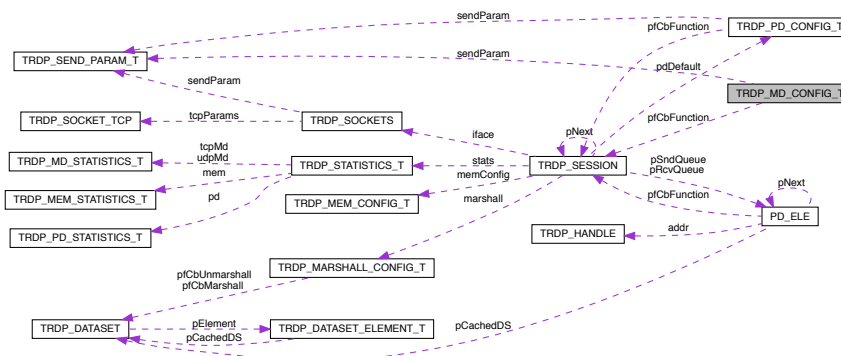 sendParam
pfCbFunction
TRDP_PD_CONFIG_T
sendParam
TRDP_SEND_PARAM_T
pdDefault
sendParam
TRDP_MD_CONFIG_T
TRDP_SOCKET_TCP
tcpParams
TRDP_SOCKETS
pfCbFunction
iface
pNext
tcpMd
udpMd
TRDP_MD_STATISTICS_T
TRDP_STATISTICS_T
stats
TRDP_SESSION
pSndQueue
pRcvQueue
mem
memConfig
pNext
TRDP_MEM_STATISTICS_T
pd
TRDP_MEM_CONFIG_T
marshall
pfCbFunction
PD_ELE
TRDP_PD_STATISTICS_T
TRDP_HANDLE
addr
TRDP_MARSHALL_CONFIG_T
pfCbUnmarshall
pfCbMarshall
TRDP_DATASET
pElement
TRDP_DATASET_ELEMENT_T
pCachedDS
pCachedDS